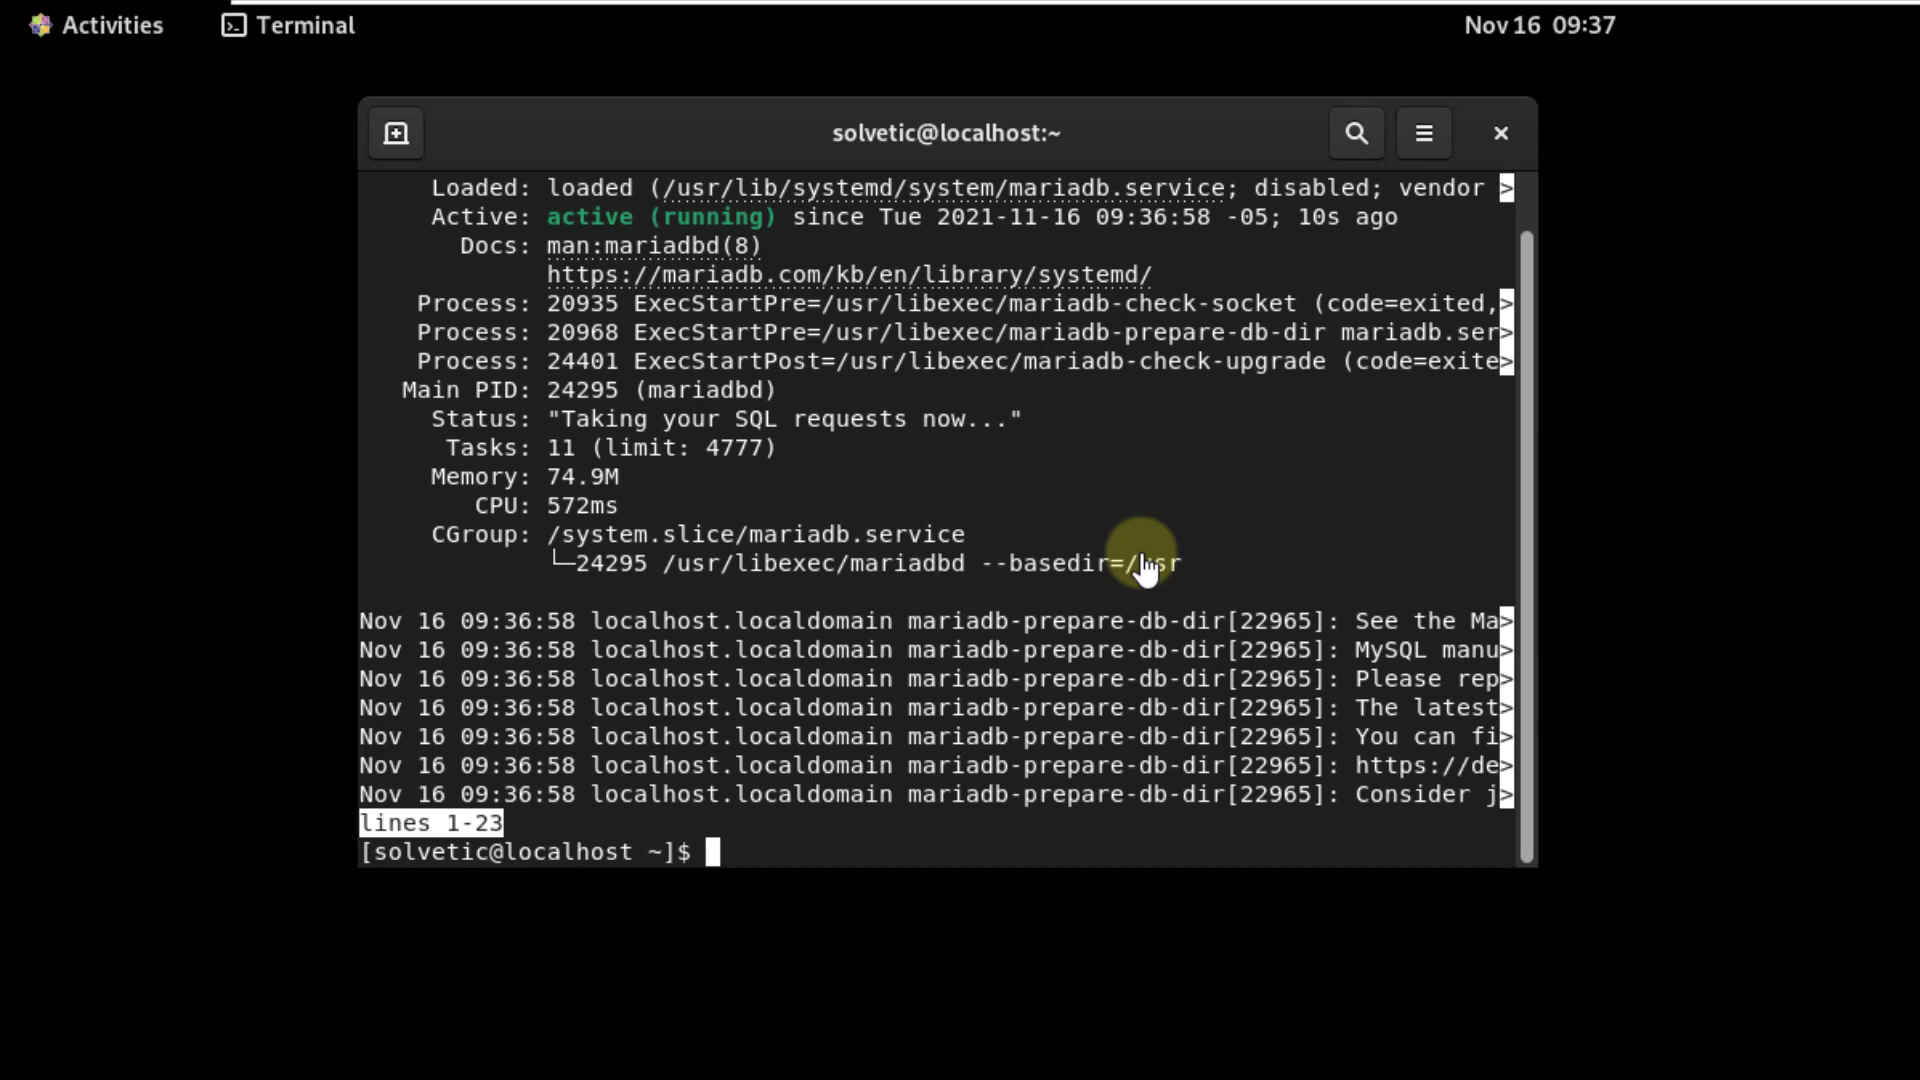 Activities Terminal Nov 16 09:37
solvetic@localhost:~
Loaded: loaded (/usr/lib/systemd/system/mariadb.service; disabled; vendor >
Active: active (running) since Tue 2021-11-16 09:36:58 -05; 10s ago
Docs: man:mariadbd(8)
https://mariadb.com/kb/en/library/systemd/
Process: 20935 ExecStartPre=/usr/libexec/mariadb-check-socket (code=exited,>
Process: 20968 ExecStartPre=/usr/libexec/mariadb-prepare-db-dir mariadb.ser>
Process: 24401 ExecStartPost=/usr/libexec/mariadb-check-upgrade (code=exite>
Main PID: 24295 (mariadbd)
Status: "Taking your SQL requests now..."
Tasks: 11 (limit: 4777)
Memory: 74.9M
CPU: 572ms
CGroup: /system.slice/mariadb.service
└─24295 /usr/libexec/mariadbd --basedir=/usr
Nov 16 09:36:58 localhost.localdomain mariadb-prepare-db-dir[22965]: See the Ma>
Nov 16 09:36:58 localhost.localdomain mariadb-prepare-db-dir[22965]: MySQL manu>
Nov 16 09:36:58 localhost.localdomain mariadb-prepare-db-dir[22965]: Please rep>
Nov 16 09:36:58 localhost.localdomain mariadb-prepare-db-dir[22965]: The latest>
Nov 16 09:36:58 localhost.localdomain mariadb-prepare-db-dir[22965]: You can fi>
Nov 16 09:36:58 localhost.localdomain mariadb-prepare-db-dir[22965]: https://de>
Nov 16 09:36:58 localhost.localdomain mariadb-prepare-db-dir[22965]: Consider j>
lines 1-23
[solvetic@localhost ~]$